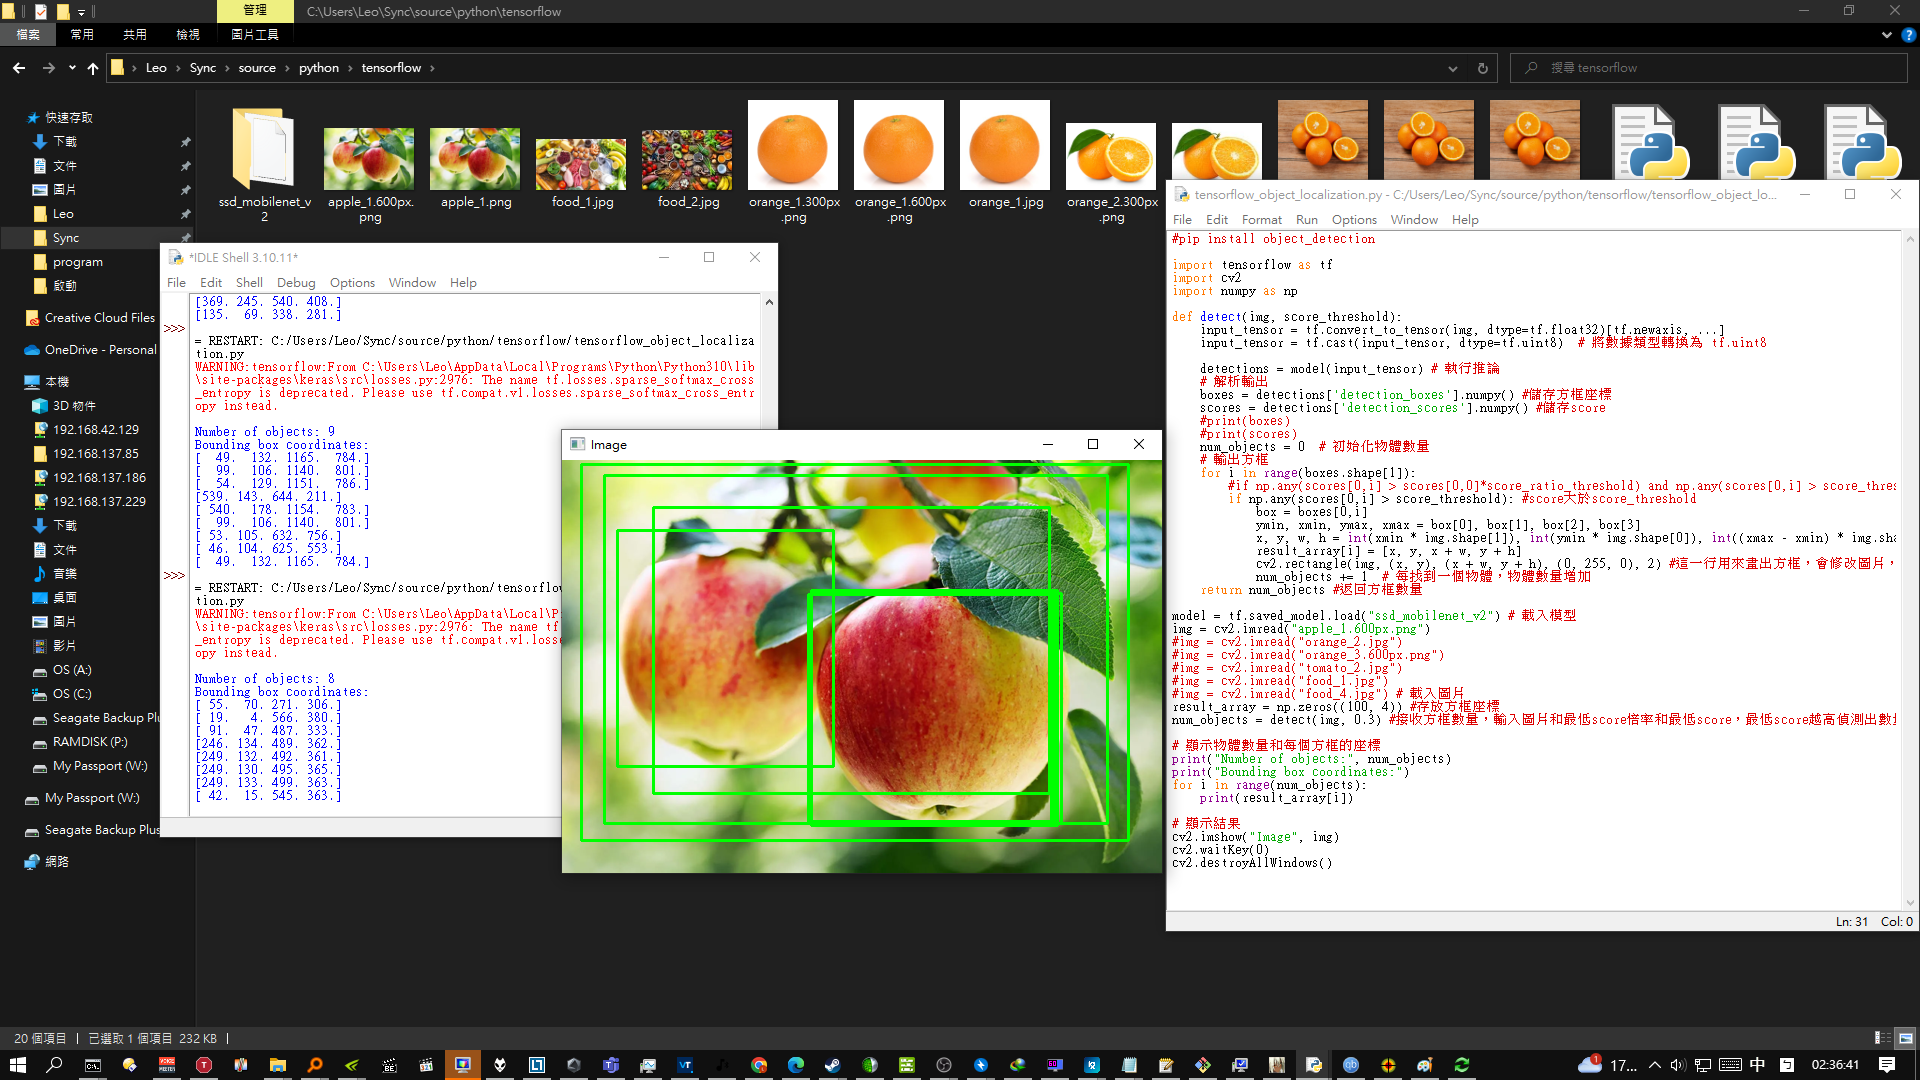 管理
C:\Users\Leo\Sync\source\python\tensorflow
檔案
常用
共用
檢視
圖片工具
Leo
Sync
source
python
tensorflow
搜尋 tensorflow
快速存取
下載
文件
圖片
Leo
Sync
program
啟動
Creative Cloud Files
OneDrive - Personal
本機
3D 物件
192.168.42.129
192.168.137.85
192.168.137.186
192.168.137.229
下載
文件
音樂
桌面
圖片
影片
OS (A:)
OS (C:)
Seagate Backup Plu
RAMDISK (P:)
My Passport (W:)
My Passport (W:)
Seagate Backup Plus
網路
ssd_mobilenet_v
2
apple_1.600px.
png
apple_1.png
food_1.jpg
food_2.jpg
orange_1.300px
.png
orange_1.600px
.png
orange_1.jpg
orange_2.300px
.png
*IDLE Shell 3.10.11*
File Edit Shell Debug Options Window Help
[369. 245. 540. 408.]
[135.  69. 338. 281.]
>>>
= RESTART: C:/Users/Leo/Sync/source/python/tensorflow/tensorflow_object_localiza
tion.py
WARNING:tensorflow:From C:\Users\Leo\AppData\Local\Programs\Python\Python310\lib
\site-packages\keras\src\losses.py:2976: The name tf.losses.sparse_softmax_cross
_entropy is deprecated. Please use tf.compat.v1.losses.sparse_softmax_cross_entr
opy instead.
Number of objects: 9
Bounding box coordinates:
[  49.  132. 1165.  784.]
[  99.  106. 1140.  801.]
[  54.  129. 1151.  786.]
[539. 143. 644. 211.]
[ 540.  178. 1154.  783.]
[  99.  106. 1140.  801.]
[ 53. 105. 632. 756.]
[ 46. 104. 625. 553.]
[  49.  132. 1165.  784.]
>>>
= RESTART: C:/Users/Leo/Sync/source/python/tensorflow
tion.py
WARNING:tensorflow:From C:\Users\Leo\AppData\Local\P
\site-packages\keras\src\losses.py:2976: The name tf
_entropy is deprecated. Please use tf.compat.v1.losse
opy instead.
Number of objects: 8
Bounding box coordinates:
[ 55.  70. 271. 306.]
[ 19.   4. 566. 380.]
[ 91.  47. 487. 333.]
[246. 134. 489. 362.]
[249. 132. 492. 361.]
[249. 130. 495. 365.]
[249. 133. 499. 363.]
[ 42.  15. 545. 363.]
Image
tensorflow_object_localization.py - C:/Users/Leo/Sync/source/python/tensorflow/tensorflow_object_lo...
File Edit Format Run Options Window Help
#pip install object_detection
import tensorflow as tf
import cv2
import numpy as np
def detect(img, score_threshold):
    input_tensor = tf.convert_to_tensor(img, dtype=tf.float32)[tf.newaxis, ...]
    input_tensor = tf.cast(input_tensor, dtype=tf.uint8)  # 將數據類型轉換為 tf.uint8
    detections = model(input_tensor) # 執行推論
    # 解析輸出
    boxes = detections['detection_boxes'].numpy() #儲存方框座標
    scores = detections['detection_scores'].numpy() #儲存score
    #print(boxes)
    #print(scores)
    num_objects = 0  # 初始化物體數量
    # 輸出方框
    for i in range(boxes.shape[1]):
        #if np.any(scores[0,i] > scores[0,0]*score_ratio_threshold) and np.any(scores[0,i] > score_thres
        if np.any(scores[0,i] > score_threshold): #score大於score_threshold
            box = boxes[0,i]
            ymin, xmin, ymax, xmax = box[0], box[1], box[2], box[3]
            x, y, w, h = int(xmin * img.shape[1]), int(ymin * img.shape[0]), int((xmax - xmin) * img.sha
            result_array[i] = [x, y, x + w, y + h]
            cv2.rectangle(img, (x, y), (x + w, y + h), (0, 255, 0), 2) #這一行用來畫出方框，會修改圖片，
            num_objects += 1  # 每找到一個物體，物體數量增加
    return num_objects #返回方框數量
model = tf.saved_model.load("ssd_mobilenet_v2") # 載入模型
img = cv2.imread("apple_1.600px.png")
#img = cv2.imread("orange_2.jpg")
#img = cv2.imread("orange_3.600px.png")
#img = cv2.imread("tomato_2.jpg")
#img = cv2.imread("food_1.jpg")
#img = cv2.imread("food_4.jpg") # 載入圖片
result_array = np.zeros((100, 4)) #存放方框座標
num_objects = detect(img, 0.3) #接收方框數量，輸入圖片和最低score倍率和最低score，最低score越高偵測出數
# 顯示物體數量和每個方框的座標
print("Number of objects:", num_objects)
print("Bounding box coordinates:")
for i in range(num_objects):
    print(result_array[i])
# 顯示結果
cv2.imshow("Image", img)
cv2.waitKey(0)
cv2.destroyAllWindows()
Ln: 31 Col: 0
20 個項目
已選取 1 個項目 232 KB
17...
中
02:36:41